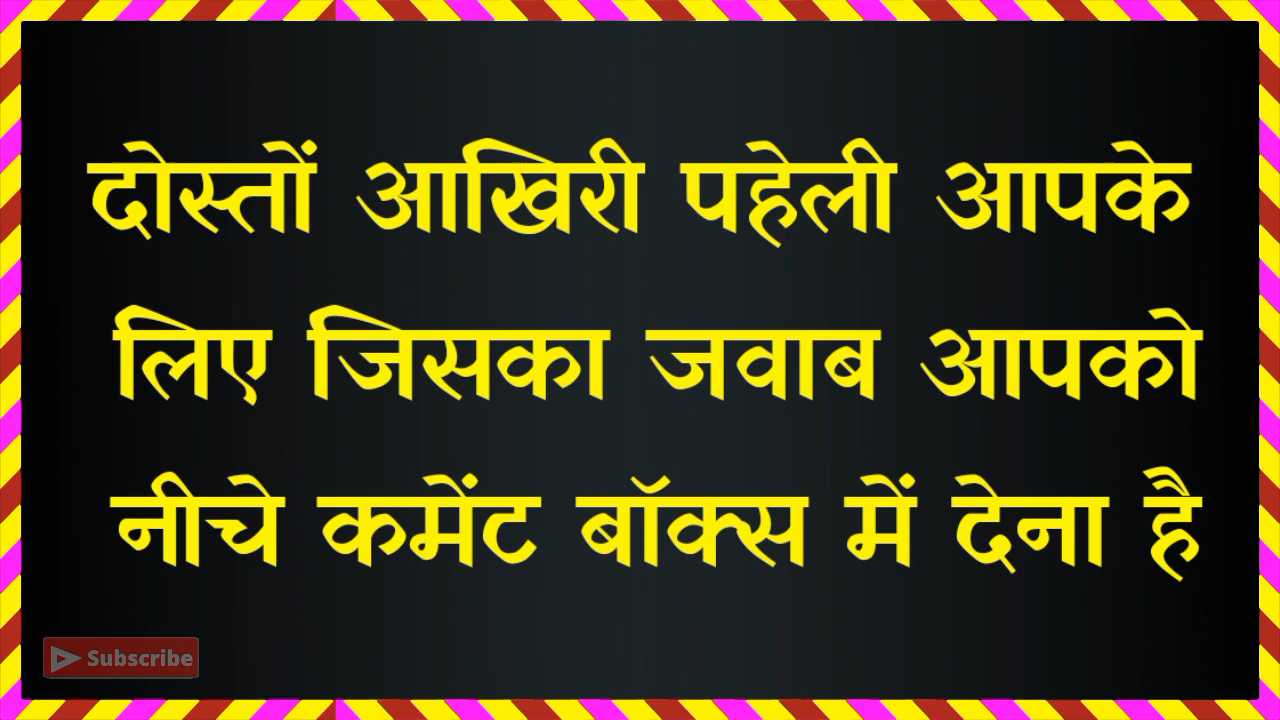 दोस्तों आखिरी पहेली आपके
लिए जिसका जवाब आपको
नीचे कमेंट बॉक्स में देना है
Subscribe